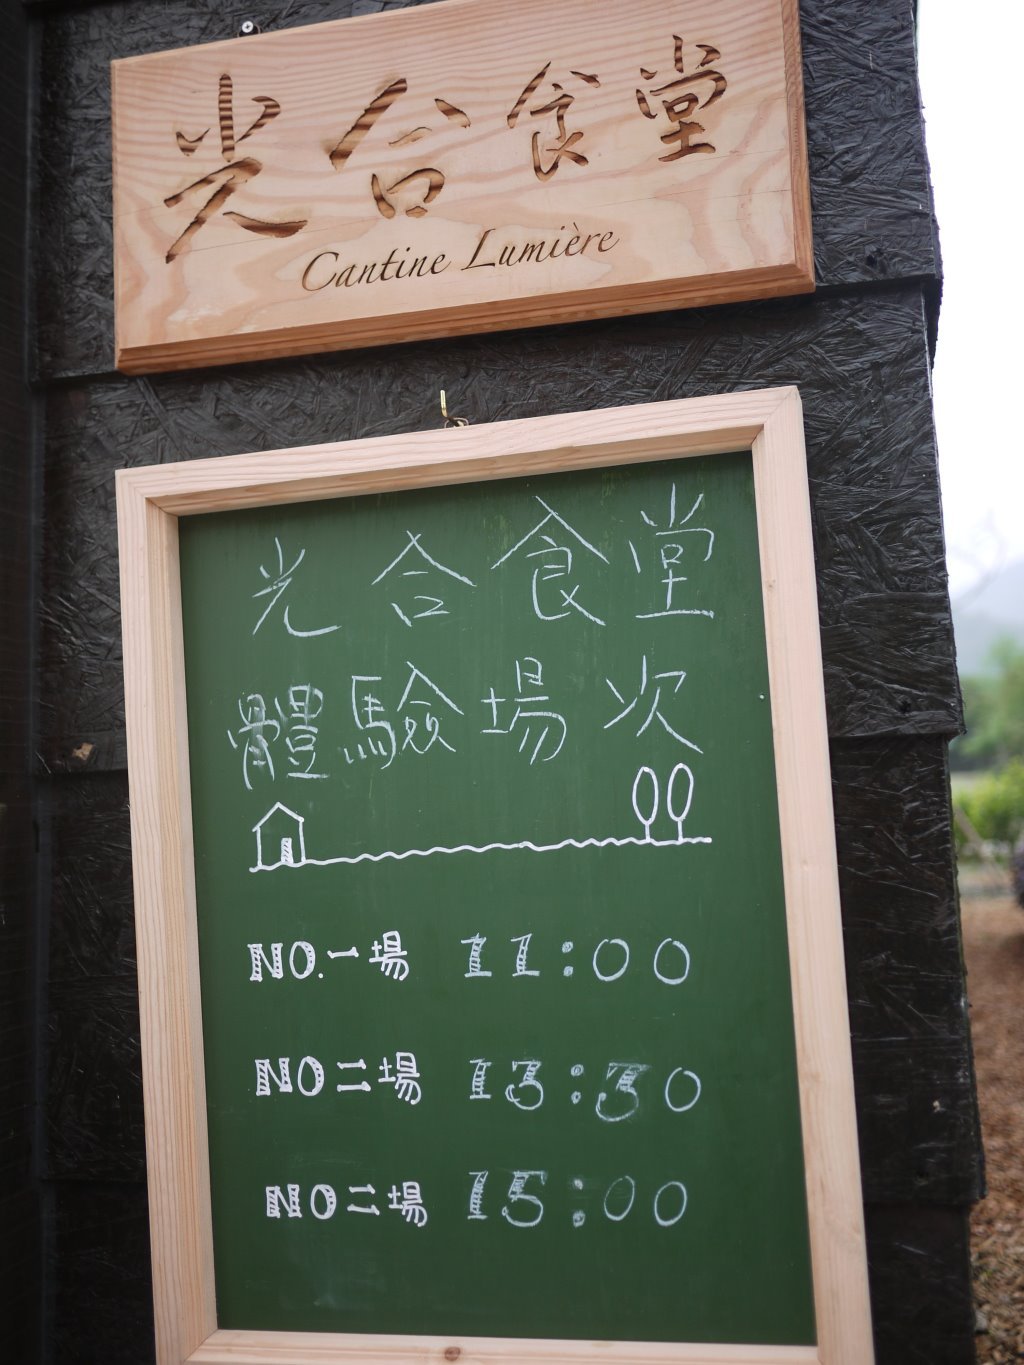 光合食堂
Cantine Lumière
光合食堂
體驗場次
NO.一場 11:00
NO二場 13:30
NO二場 15:00